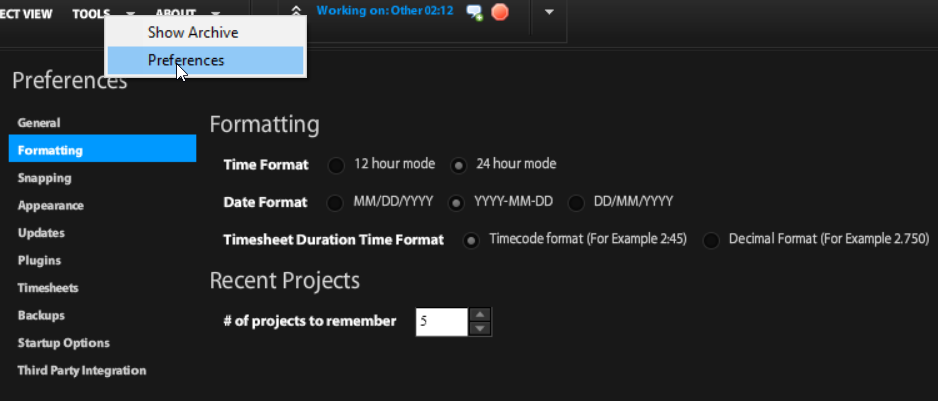 ECT VIEW TOOLS ABOUT Working on: Other 02:12
Show Archive
Preferences
Preferences
General
Formatting
Snapping
Appearance
Updates
Plugins
Timesheets
Backups
Startup Options
Third Party Integration
Formatting
Time Format 12 hour mode 24 hour mode
Date Format MM/DD/YYYY YYYY-MM-DD DD/MM/YYYY
Timesheet Duration Time Format Timecode format (For Example 2:45) Decimal Format (For Example 2.750)
Recent Projects
# of projects to remember 5